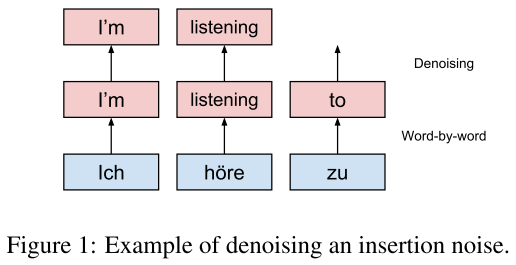 I'm listening
Denoising
I'm listening to
Word-by-word
Ich höre zu
Figure 1: Example of denoising an insertion noise.